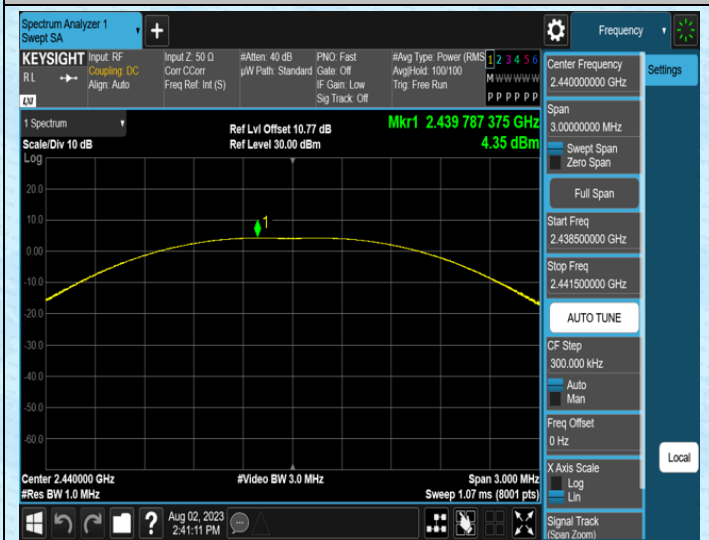 Spectrum Analyzer 1
Swept SA
Frequency
KEYSIGHT
RL
LXI
Input: RF
Coupling: DC
Align: Auto
Input Z: 50 Ω
Corr CCorr
Freq Ref: Int (S)
#Atten: 40 dB
µW Path: Standard
PNO: Fast
Gate: Off
IF Gain: Low
Sig Track: Off
#Avg Type: Power (RMS
Avg|Hold: 100/100
Trig: Free Run
1 2 3 4 5 6
M W W W W W
P P P P P P
1 Spectrum
Scale/Div 10 dB
Log
Ref Lvl Offset 10.77 dB
Ref Level 30.00 dBm
Mkr1 2.439 787 375 GHz
4.35 dBm
20.0
10.0
0.00
-10.0
-20.0
-30.0
-40.0
-60.0
1
Center 2.440000 GHz
#Res BW 1.0 MHz
#Video BW 3.0 MHz
Span 3.000 MHz
Sweep 1.07 ms (8001 pts)
Aug 02, 2023
2:41:11 PM
Center Frequency
2.440000000 GHz
Span
3.00000000 MHz
Swept Span
Zero Span
Full Span
Start Freq
2.438500000 GHz
Stop Freq
2.441500000 GHz
AUTO TUNE
CF Step
300.000 kHz
Auto
Man
Freq Offset
0 Hz
X Axis Scale
Log
Lin
Signal Track
(Span Zoom)
Settings
Local